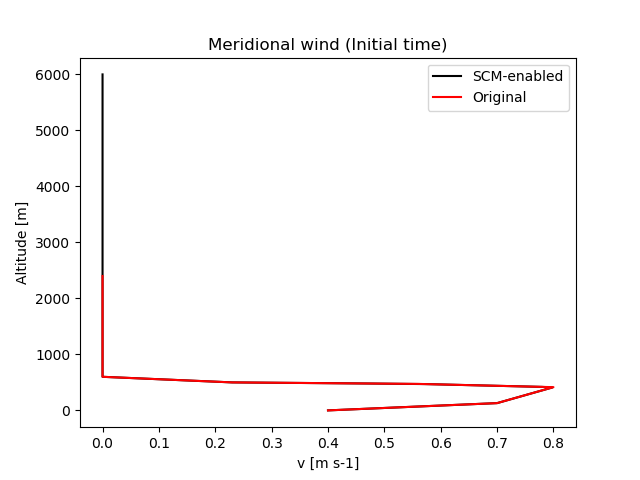 Meridional wind (Initial time)
SCM-enabled
Original
Altitude [m]
6000
5000
4000
3000
2000
1000
0
0.0 0.1 0.2 0.3 0.4 0.5 0.6 0.7 0.8
v [m s-1]